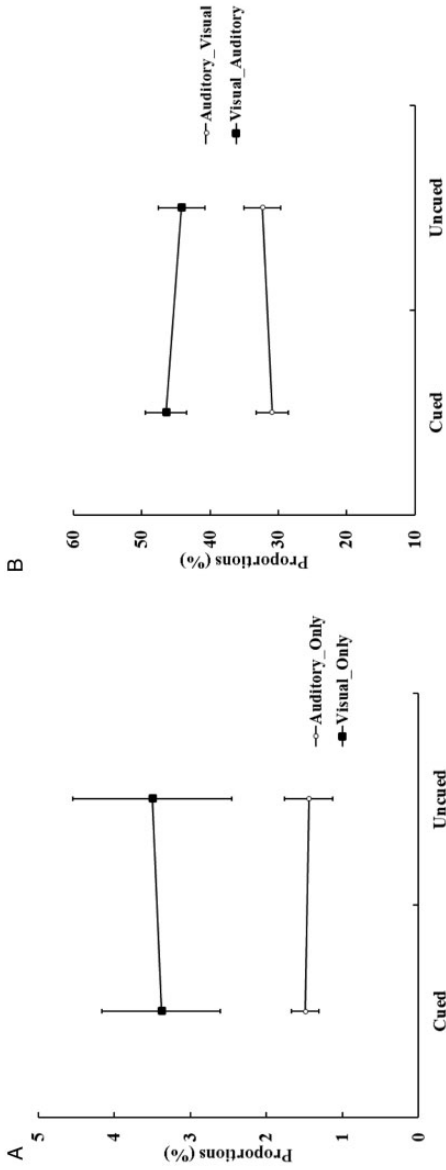 A
Proportions (%)
5
4
3
2
1
0
Cued
Uncued
Auditory_Only
Visual_Only
B
Proportions (%)
60
50
40
30
20
10
Cued
Uncued
Auditory_Visual
Visual_Auditory